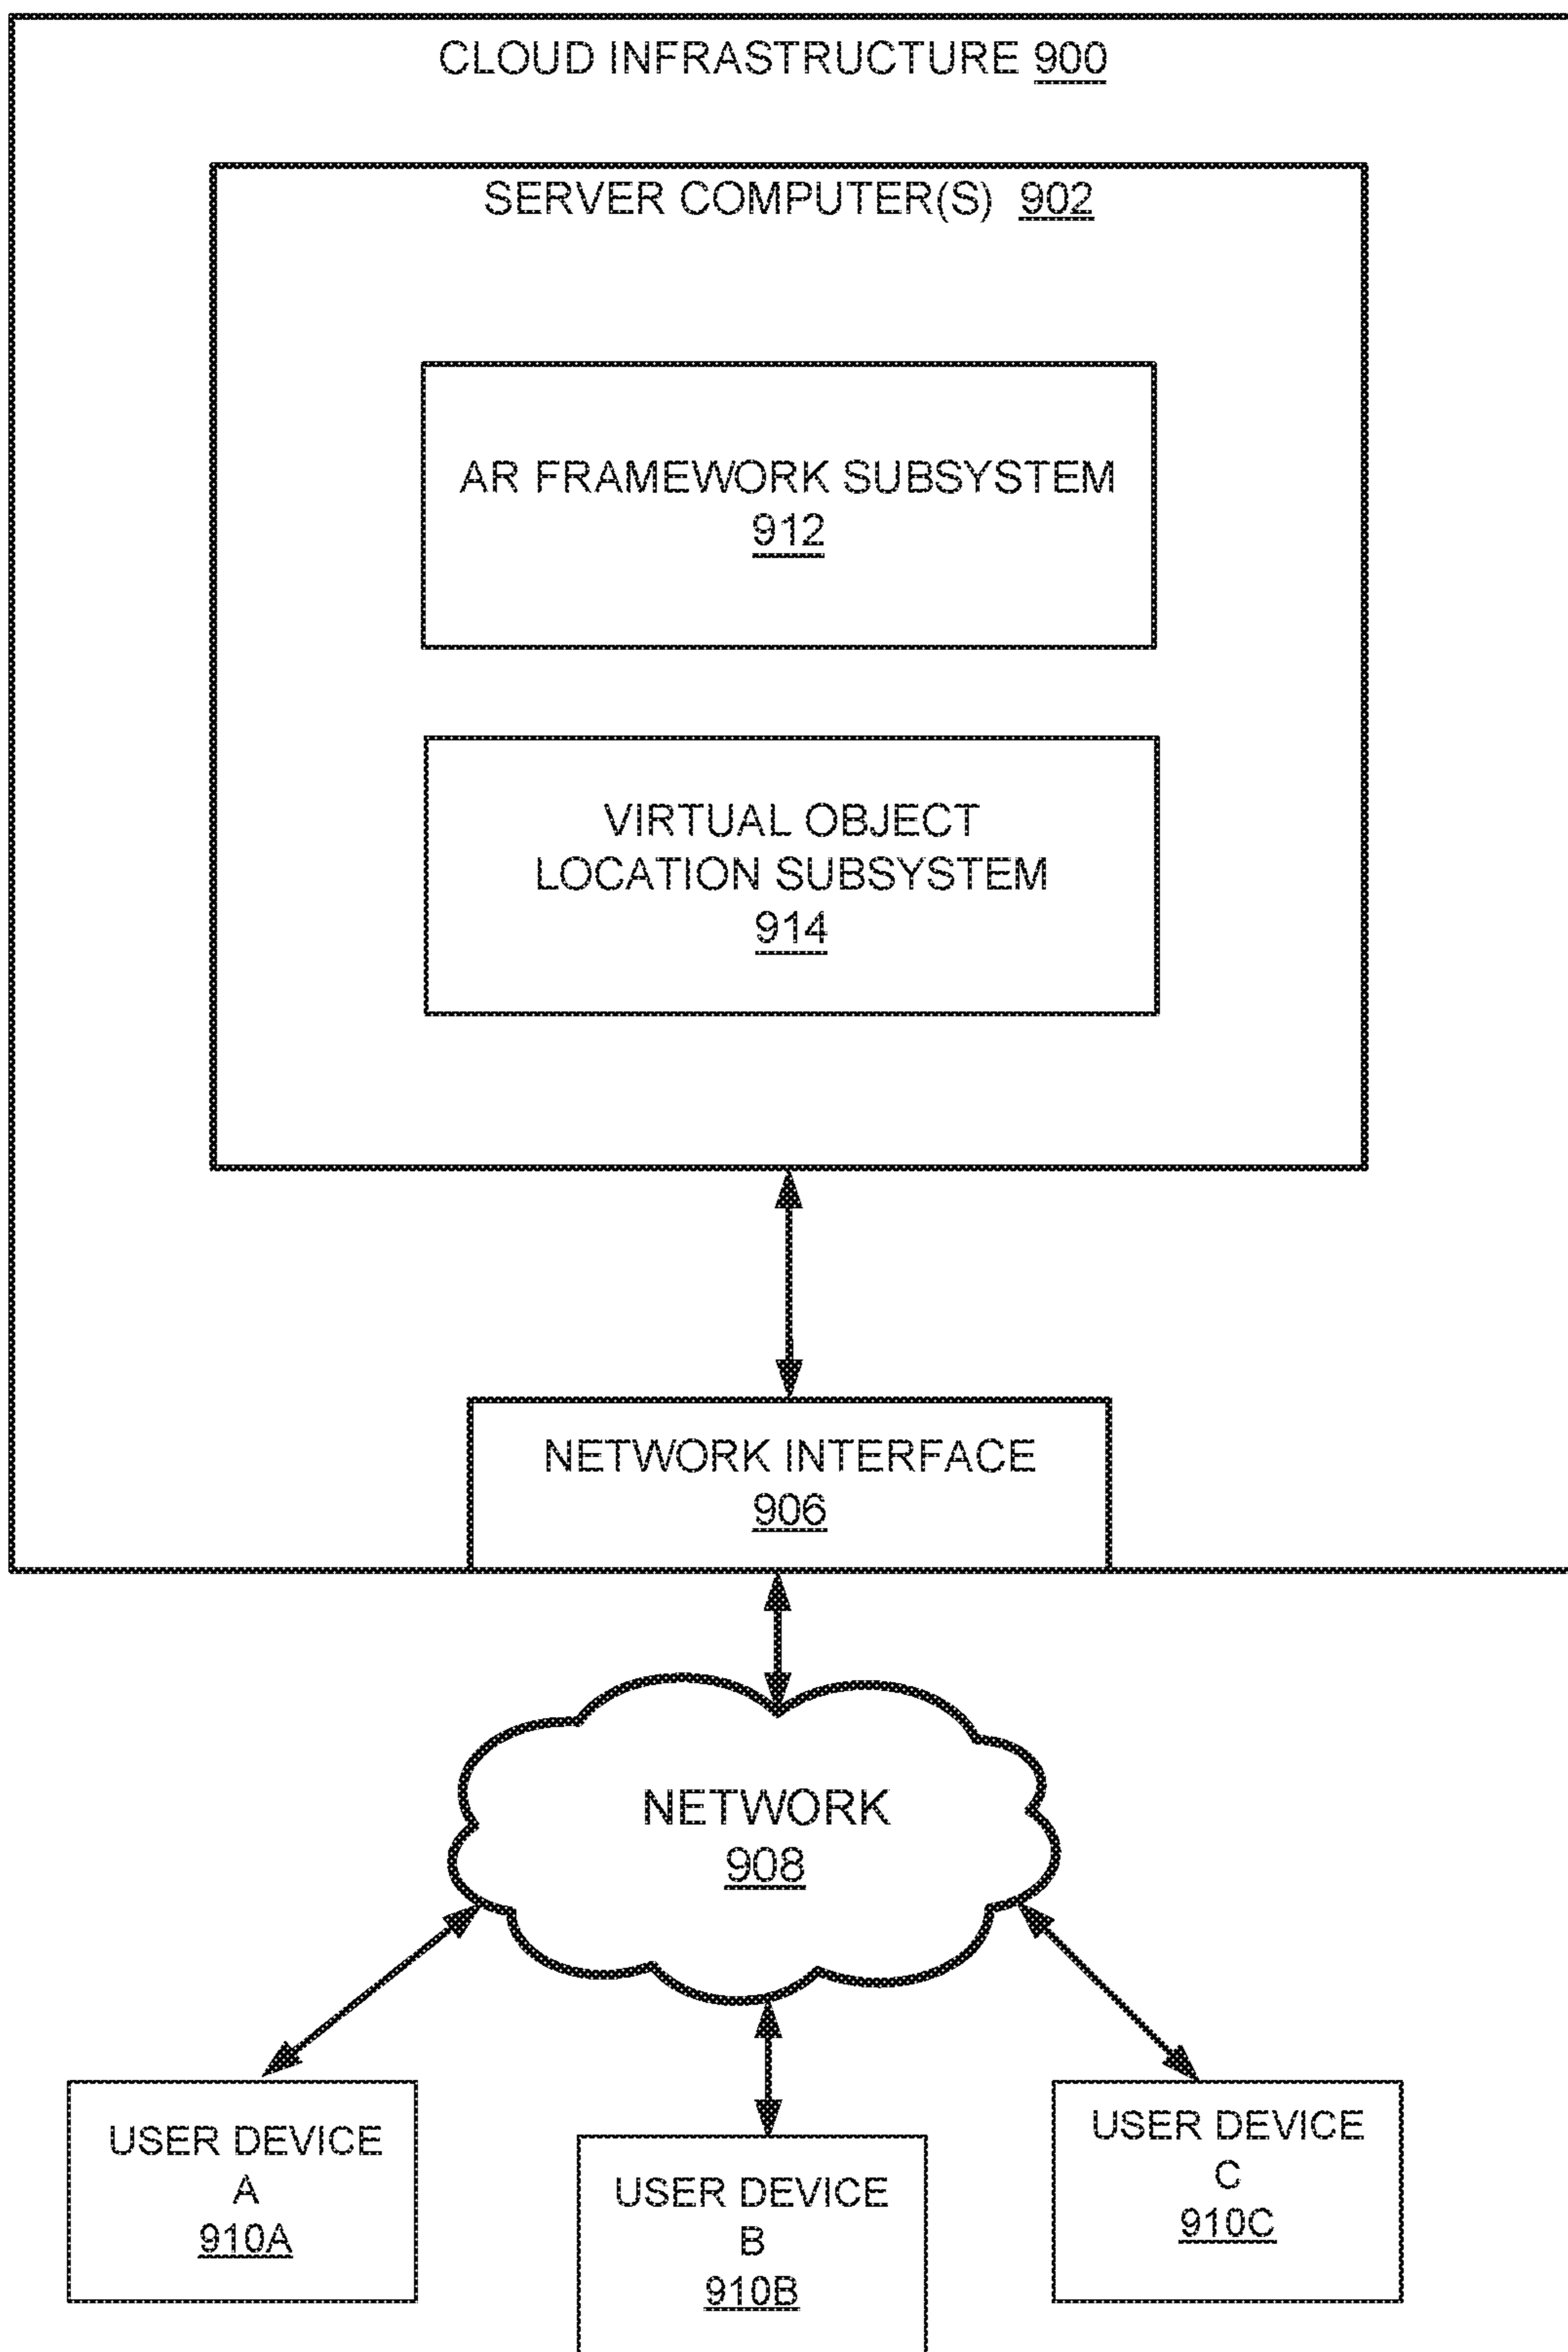 CLOUD INFRASTRUCTURE 900
SERVER COMPUTER(S) 902
AR FRAMEWORK SUBSYSTEM
912
VIRTUAL OBJECT
LOCATION SUBSYSTEM
914
NETWORK INTERFACE
906
NETWORK
908
USER DEVICE
A
910A
USER DEVICE
B
910B
USER DEVICE
C
910C